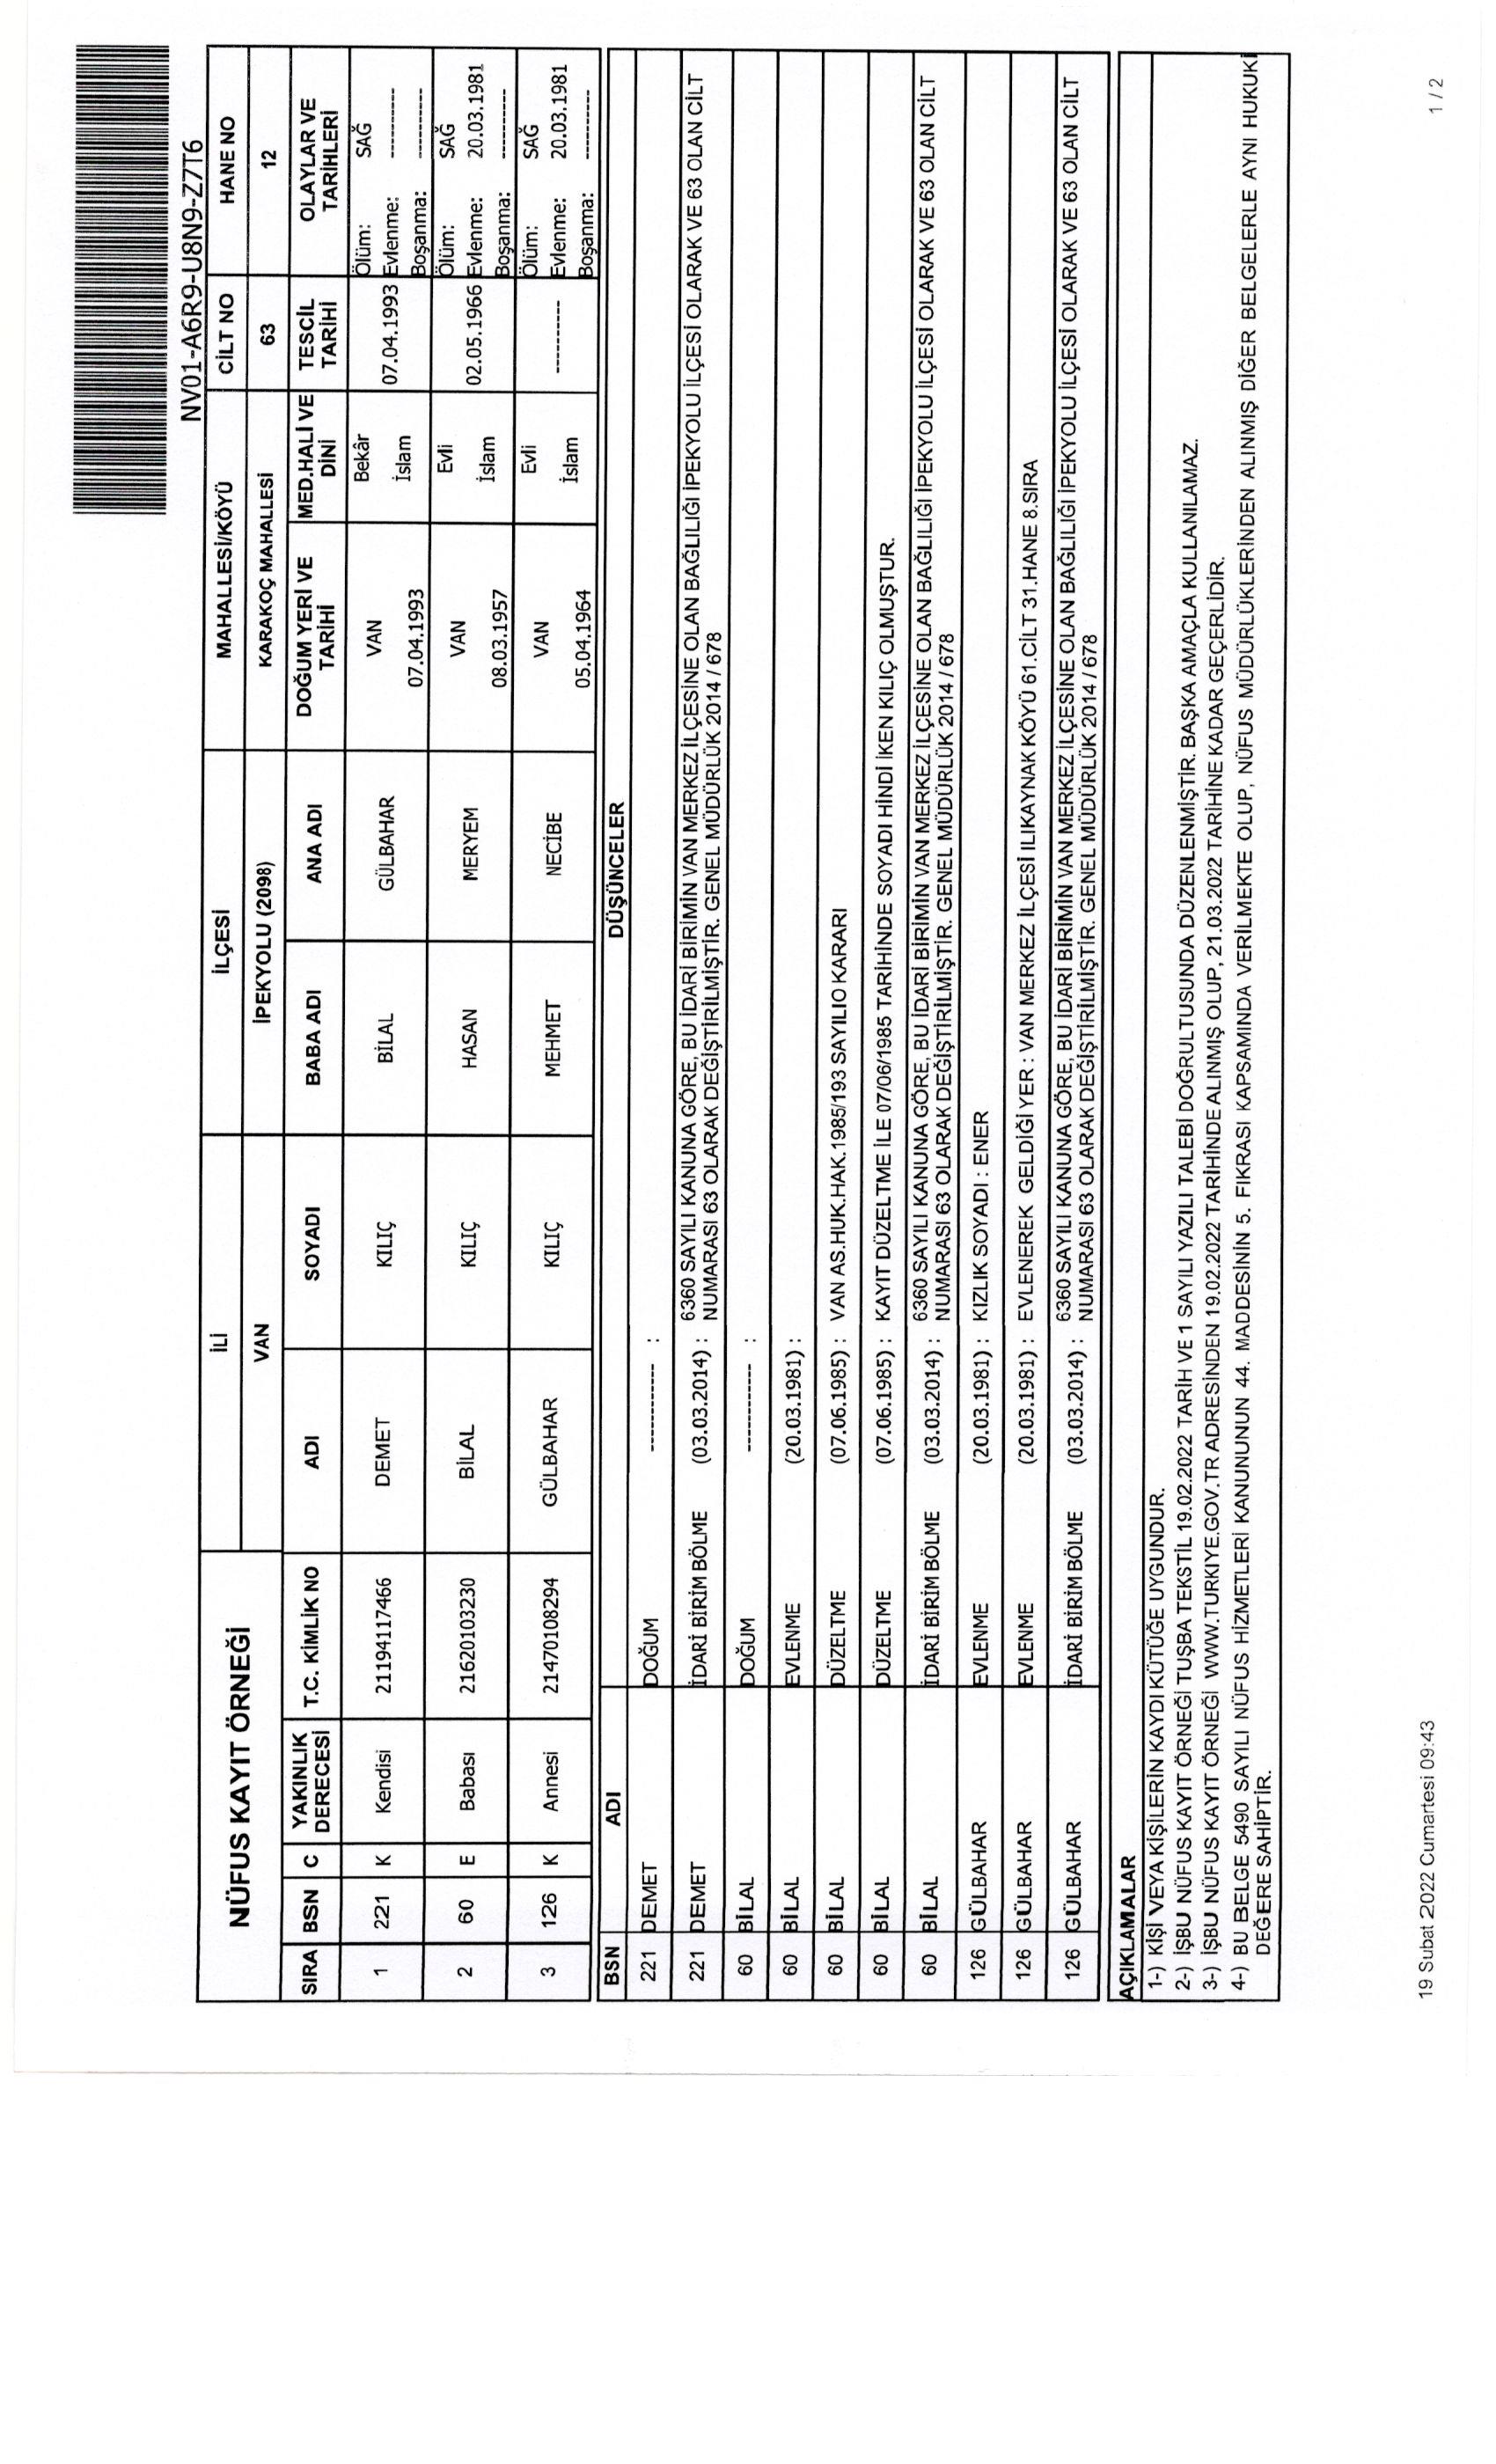 NV01-A6R9-U8N9-Z7T6
NÜFUS KAYIT ÖRNEĞİ İLİ İLÇESİ MAHALLESİ/KÖYÜ CİLT NO HANE NO
VAN İPEKYOLU (2098) KARAKOÇ MAHALLESİ 63 12
SIRA BSN C YAKINLIK DERECESİ T.C. KİMLİK NO ADI SOYADI BABA ADI ANA ADI DOĞUM YERİ VE TARİHİ MED.HALİ VE DİNİ TESCİL TARİHİ OLAYLAR VE TARİHLERİ
1 221 K Kendisi 21194117466 DEMET KILIÇ BİLAL GÜLBAHAR VAN 07.04.1993 Bekâr İslam 07.04.1993 Ölüm: SAĞ Evlenme: ---------- Boşanma: ----------
2 60 E Babası 21620103230 BİLAL KILIÇ HASAN MERYEM VAN 08.03.1957 Evli İslam 02.05.1966 Ölüm: SAĞ Evlenme: 20.03.1981 Boşanma: ----------
3 126 K Annesi 21470108294 GÜLBAHAR KILIÇ MEHMET NECİBE VAN 05.04.1964 Evli İslam ---------- Ölüm: SAĞ Evlenme: 20.03.1981 Boşanma: ----------
BSN ADI DÜŞÜNCELER
221 DEMET DOĞUM ------------ :
221 DEMET İDARİ BİRİM BÖLME (03.03.2014) : 6360 SAYILI KANUNA GÖRE, BU İDARİ BİRİMİN VAN MERKEZ İLÇESİNE OLAN BAĞLILIĞI İPEKYOLU İLÇESİ OLARAK VE 63 OLAN CİLT
NUMARASI 63 OLARAK DEĞİŞTİRİLMİŞTİR. GENEL MÜDÜRLÜK 2014 / 678
60 BİLAL DOĞUM ------------ :
60 BİLAL EVLENME (20.03.1981) :
60 BİLAL DÜZELTME (07.06.1985) : VAN AS.HUK.HAK.1985/193 SAYILIO KARARI
60 BİLAL DÜZELTME (07.06.1985) : KAYIT DÜZELTME İLE 07/06/1985 TARİHİNDE SOYADI HİNDİ İKEN KILIÇ OLMUŞTUR.
60 BİLAL İDARİ BİRİM BÖLME (03.03.2014) : 6360 SAYILI KANUNA GÖRE, BU İDARİ BİRİMİN VAN MERKEZ İLÇESİNE OLAN BAĞLILIĞI İPEKYOLU İLÇESİ OLARAK VE 63 OLAN CİLT
NUMARASI 63 OLARAK DEĞİŞTİRİLMİŞTİR. GENEL MÜDÜRLÜK 2014 / 678
126 GÜLBAHAR EVLENME (20.03.1981) : KIZLIK SOYADI : ENER
126 GÜLBAHAR EVLENME (20.03.1981) : EVLENEREK GELDİĞİ YER : VAN MERKEZ İLÇESİ ILIKAYNAK KÖYÜ 61.CİLT 31.HANE 8.SIRA
126 GÜLBAHAR İDARİ BİRİM BÖLME (03.03.2014) : 6360 SAYILI KANUNA GÖRE, BU İDARİ BİRİMİN VAN MERKEZ İLÇESİNE OLAN BAĞLILIĞI İPEKYOLU İLÇESİ OLARAK VE 63 OLAN CİLT
NUMARASI 63 OLARAK DEĞİŞTİRİLMİŞTİR. GENEL MÜDÜRLÜK 2014 / 678
AÇIKLAMALAR
1-) KİŞİ VEYA KİŞİLERİN KAYDI KÜTÜĞE UYGUNDUR.
2-) İŞBU NÜFUS KAYIT ÖRNEĞİ TUŞBA TEKSTİL 19.02.2022 TARİH VE 1 SAYILI YAZILI TALEBİ DOĞRULTUSUNDA DÜZENLENMİŞTİR. BAŞKA AMAÇLA KULLANILAMAZ.
3-) İŞBU NÜFUS KAYIT ÖRNEĞİ WWW.TURKIYE.GOV.TR ADRESİNDEN 19.02.2022 TARİHİNDE ALINMIŞ OLUP, 21.03.2022 TARİHİNE KADAR GEÇERLİDİR.
4-) BU BELGE 5490 SAYILI NÜFUS HİZMETLERİ KANUNUNUN 44. MADDESİNİN 5. FIKRASI KAPSAMINDA VERİLMEKTE OLUP, NÜFUS MÜDÜRLÜKLERİNDEN ALINMIŞ DİĞER BELGELERLE AYNI HUKUKİ
DEĞERE SAHİPTİR.
19 Subat 2022 Cumartesi 09:43 1 / 2